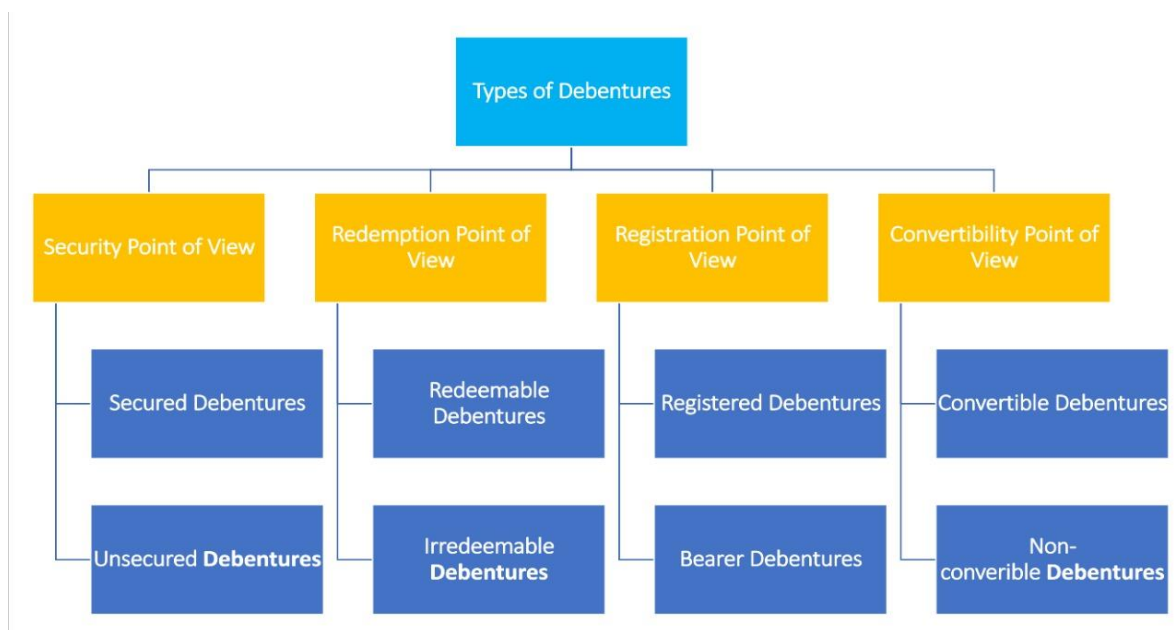 Types of Debentures
Security Point of View
Redemption Point of
View
Registration Point of
View
Convertibility Point of
View
Secured Debentures
Redeemable
Debentures
Registered Debentures
Convertible Debentures
Unsecured Debentures
Irredeemable
Debentures
Bearer Debentures
Non-
converible Debentures